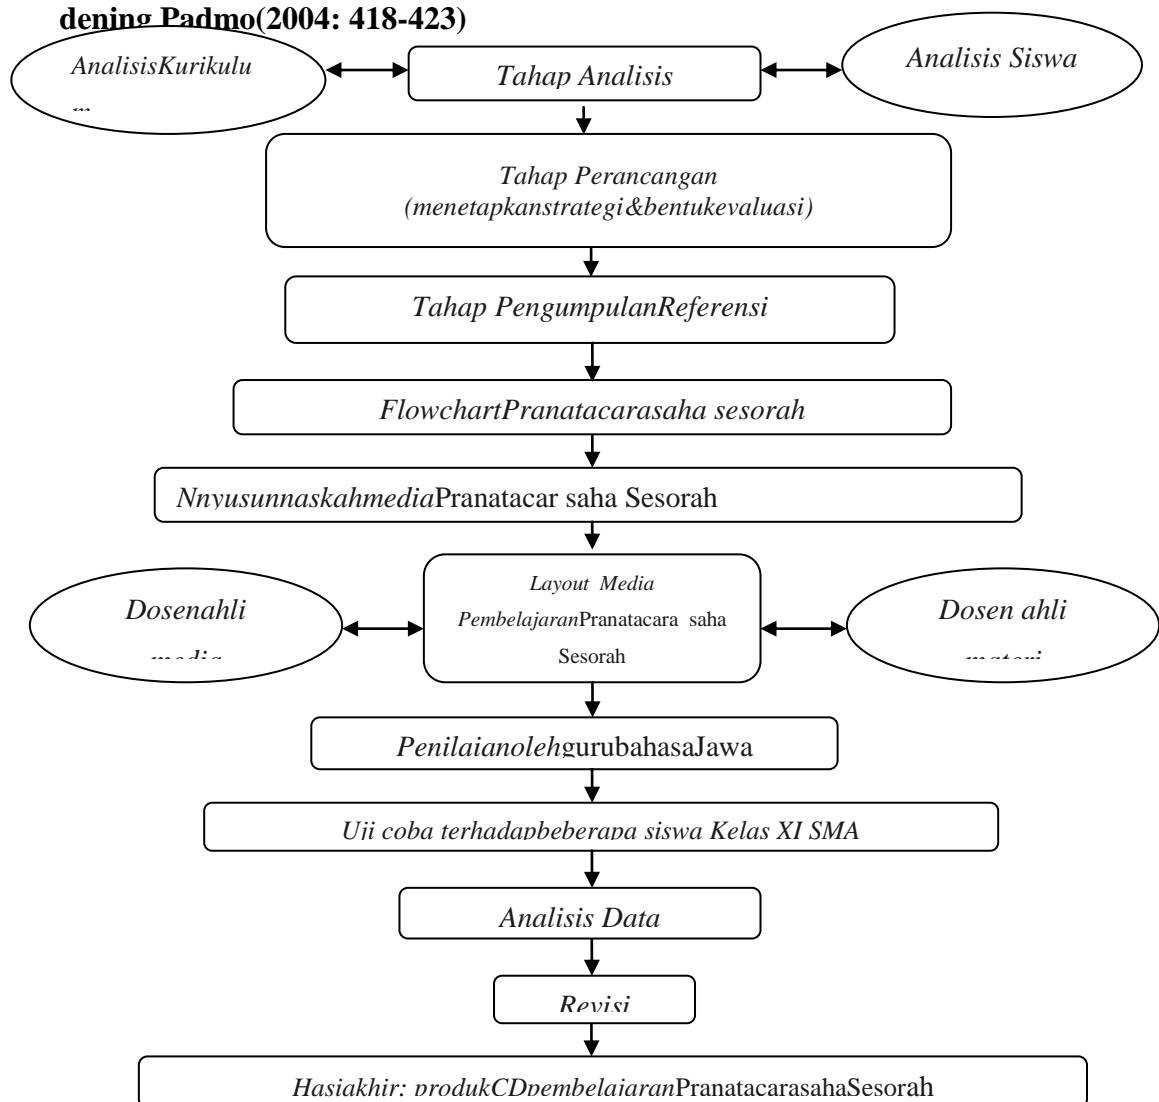 dening Padmo(2004: 418-423)
AnalisisKurikulu
m
Tahap Analisis
Analisis Siswa
Tahap Perancangan
(menetapkanstrategi&bentukevaluasi)
Tahap PengumpulanReferensi
FlowchartPranatacarasaha sesorah
NnyusunnaskahmediaPranatacar saha Sesorah
Dosenahli
media
Layout Media
PembelajaranPranatacara saha
Sesorah
Dosen ahli
materi
PenilaianolehgurubahasaJawa
Uji coba terhadapbeberapa siswa Kelas XI SMA
Analisis Data
Revisi
Hasiakhir: produkCDpembelajaranPranatacarasahaSesorah